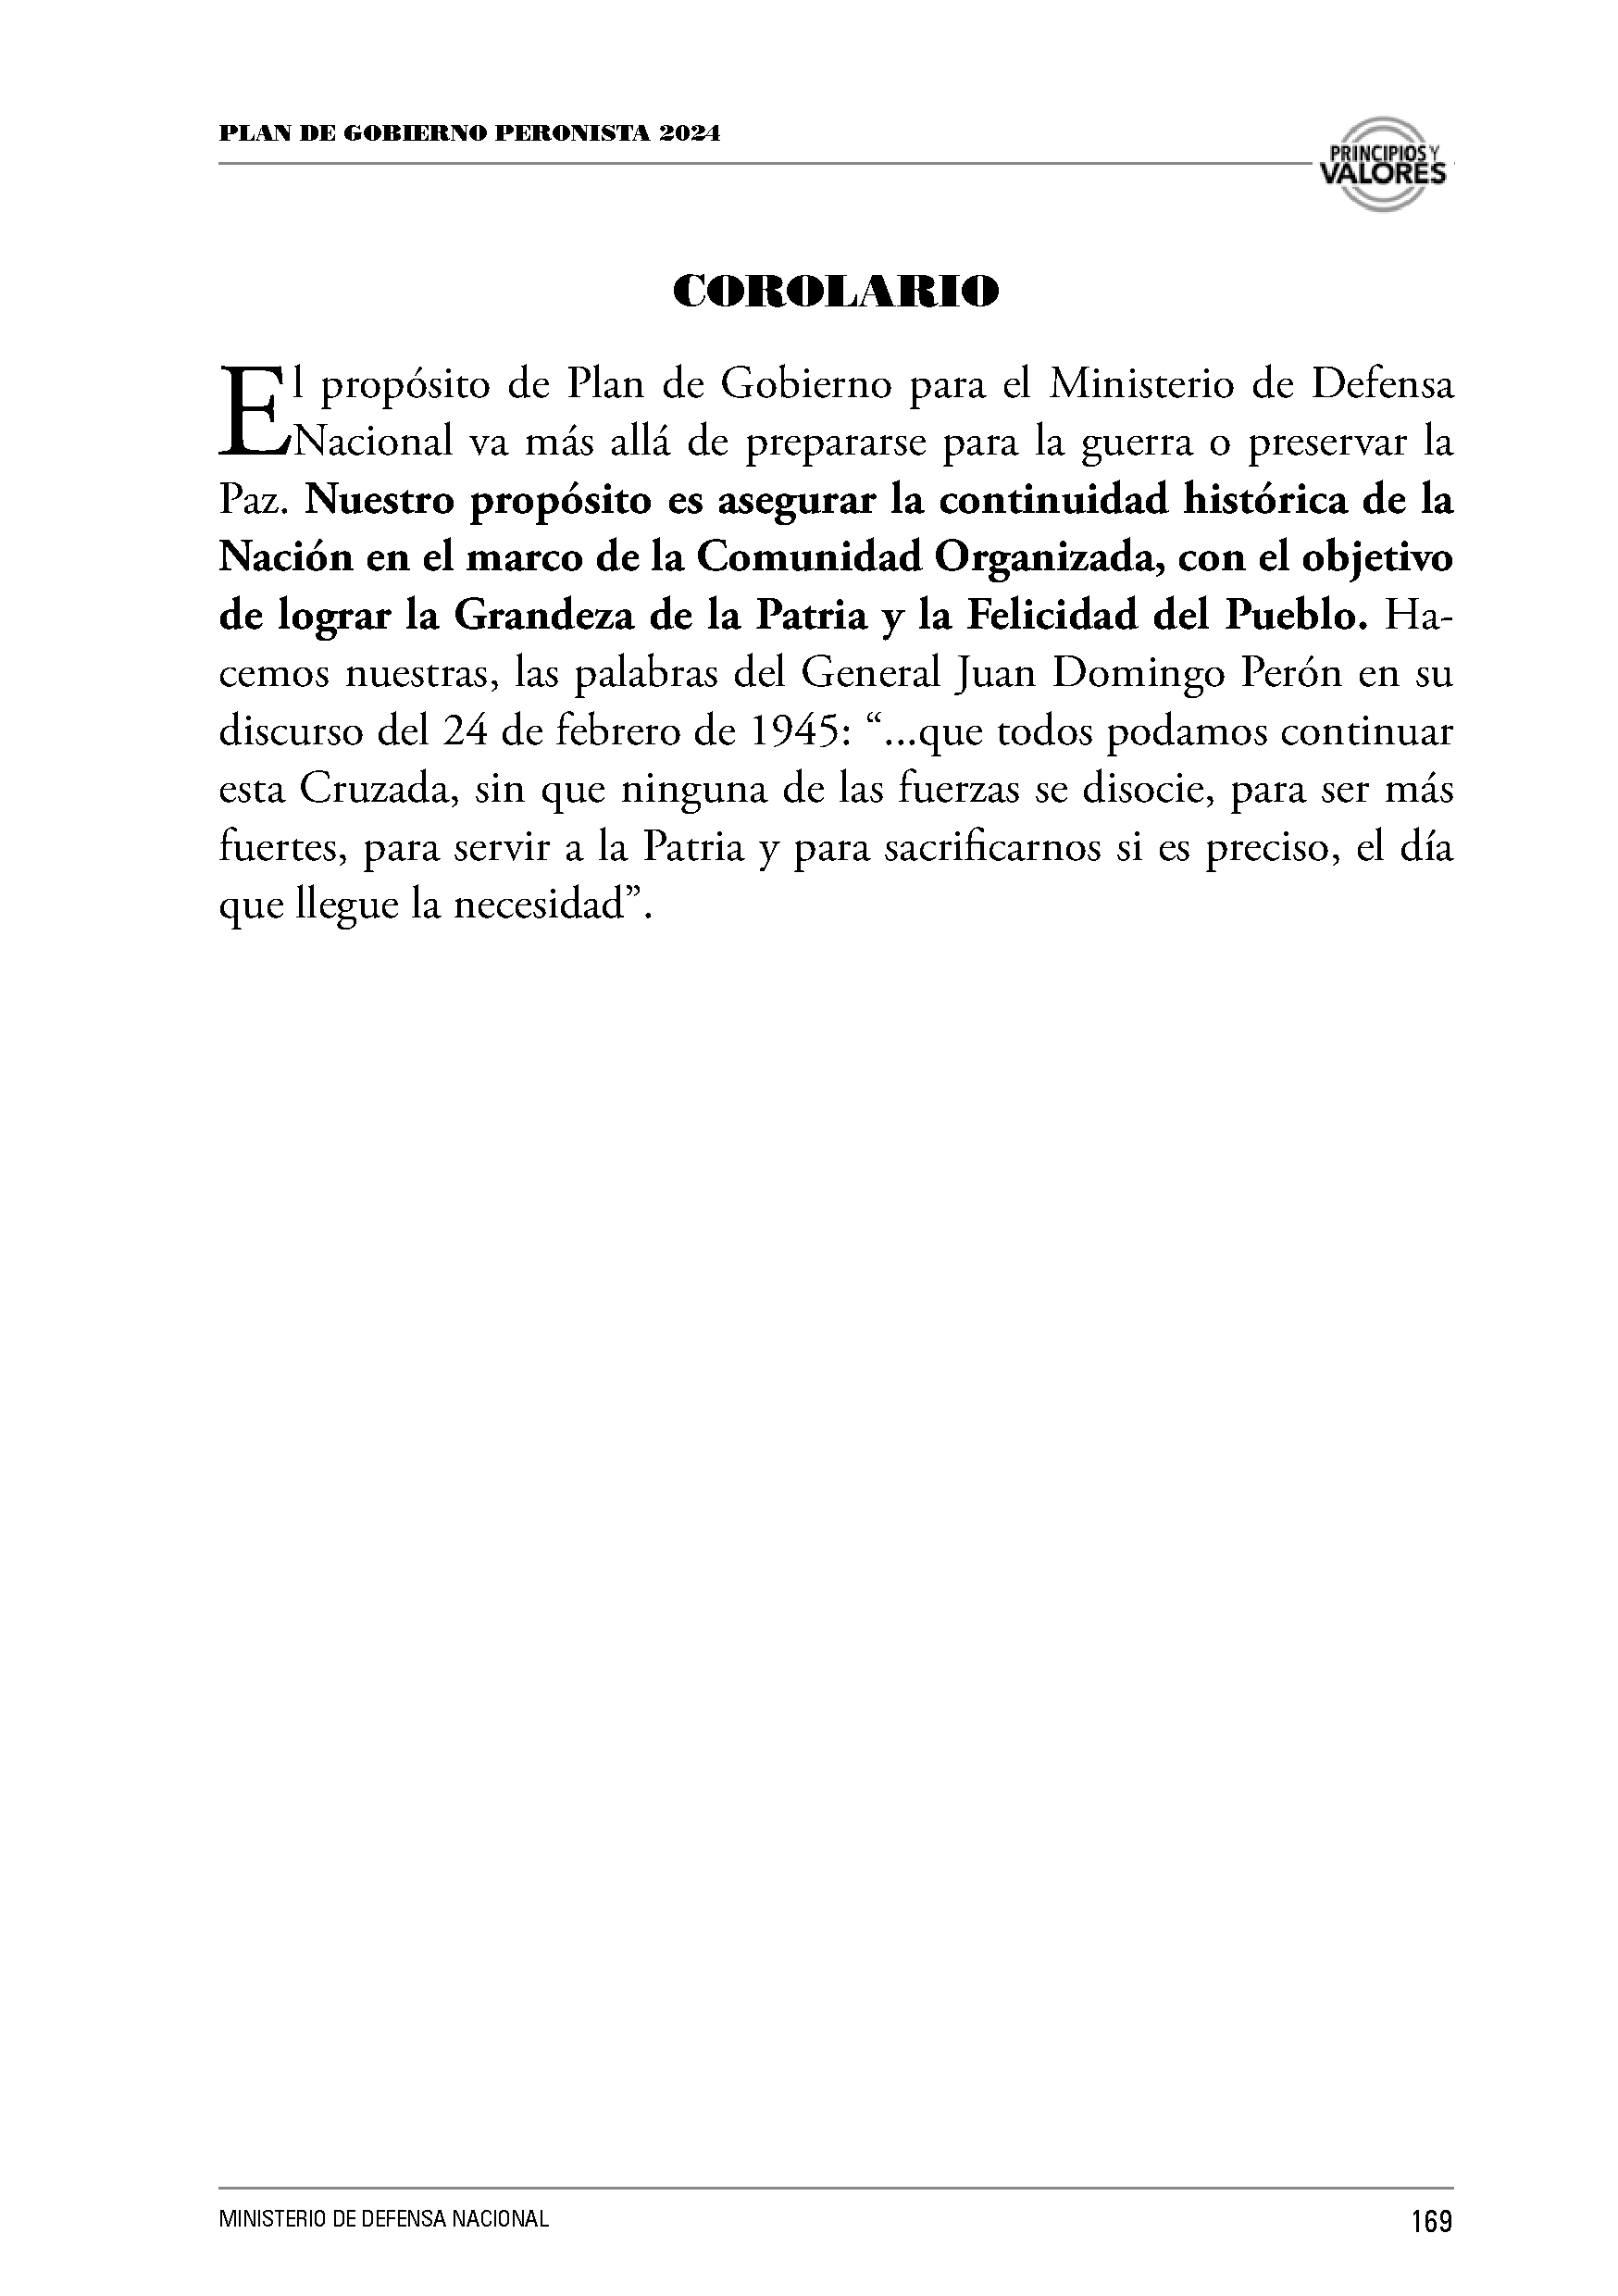 PLAN DE GOBIERNO PERONISTA 2024
PRINCIPIOS Y
VALORES
COROLARIO
El propósito de Plan de Gobierno para el Ministerio de Defensa
Nacional va más allá de prepararse para la guerra o preservar la
Paz. Nuestro propósito es asegurar la continuidad histórica de la
Nación en el marco de la Comunidad Organizada, con el objetivo
de lograr la Grandeza de la Patria y la Felicidad del Pueblo. Ha-
cemos nuestras, las palabras del General Juan Domingo Perón en su
discurso del 24 de febrero de 1945: “...que todos podamos continuar
esta Cruzada, sin que ninguna de las fuerzas se disocie, para ser más
fuertes, para servir a la Patria y para sacrificarnos si es preciso, el día
que llegue la necesidad”.
MINISTERIO DE DEFENSA NACIONAL
169